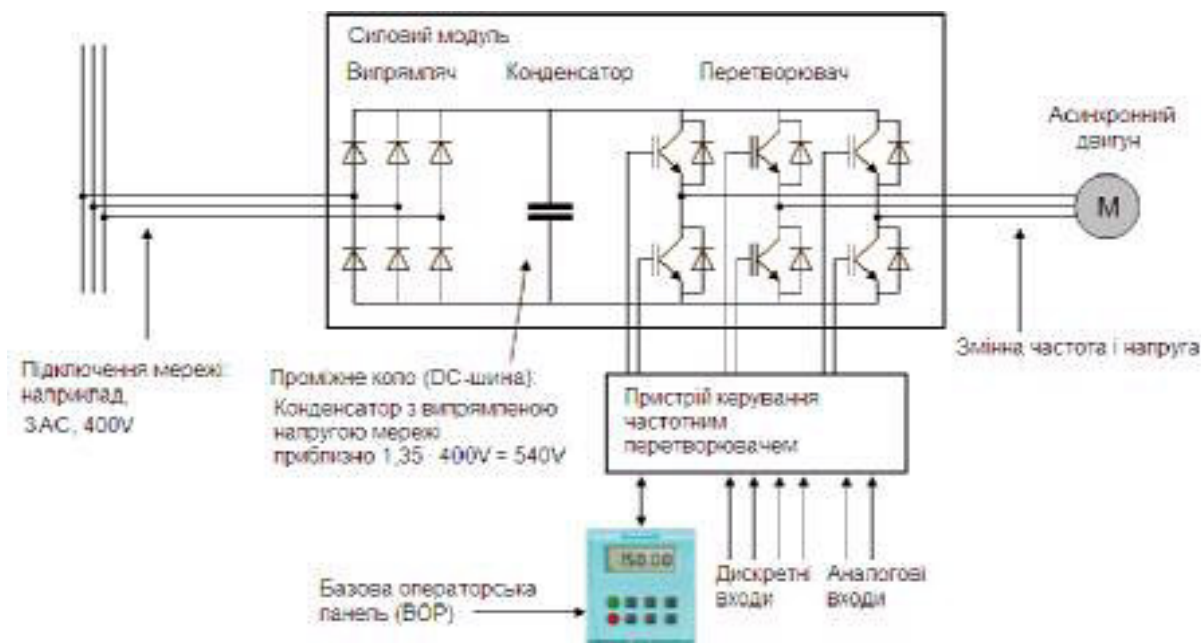 Силовий модуль
Випрямляч
Конденсатор
Перетворювач
Асинхронний
двигун
M
Підключення мережі:
наприклад,
3AC, 400V
Проміжне коло (DC-шина):
Конденсатор з випрямленою
напругою мережі
приблизно 1,35 · 400V = 540V
Змінна частота і напруга
Пристрій керування
частотним
перетворювачем
150.00
Базова операторська
панель (BOP)
Дискретні
входи
Аналогові
входи